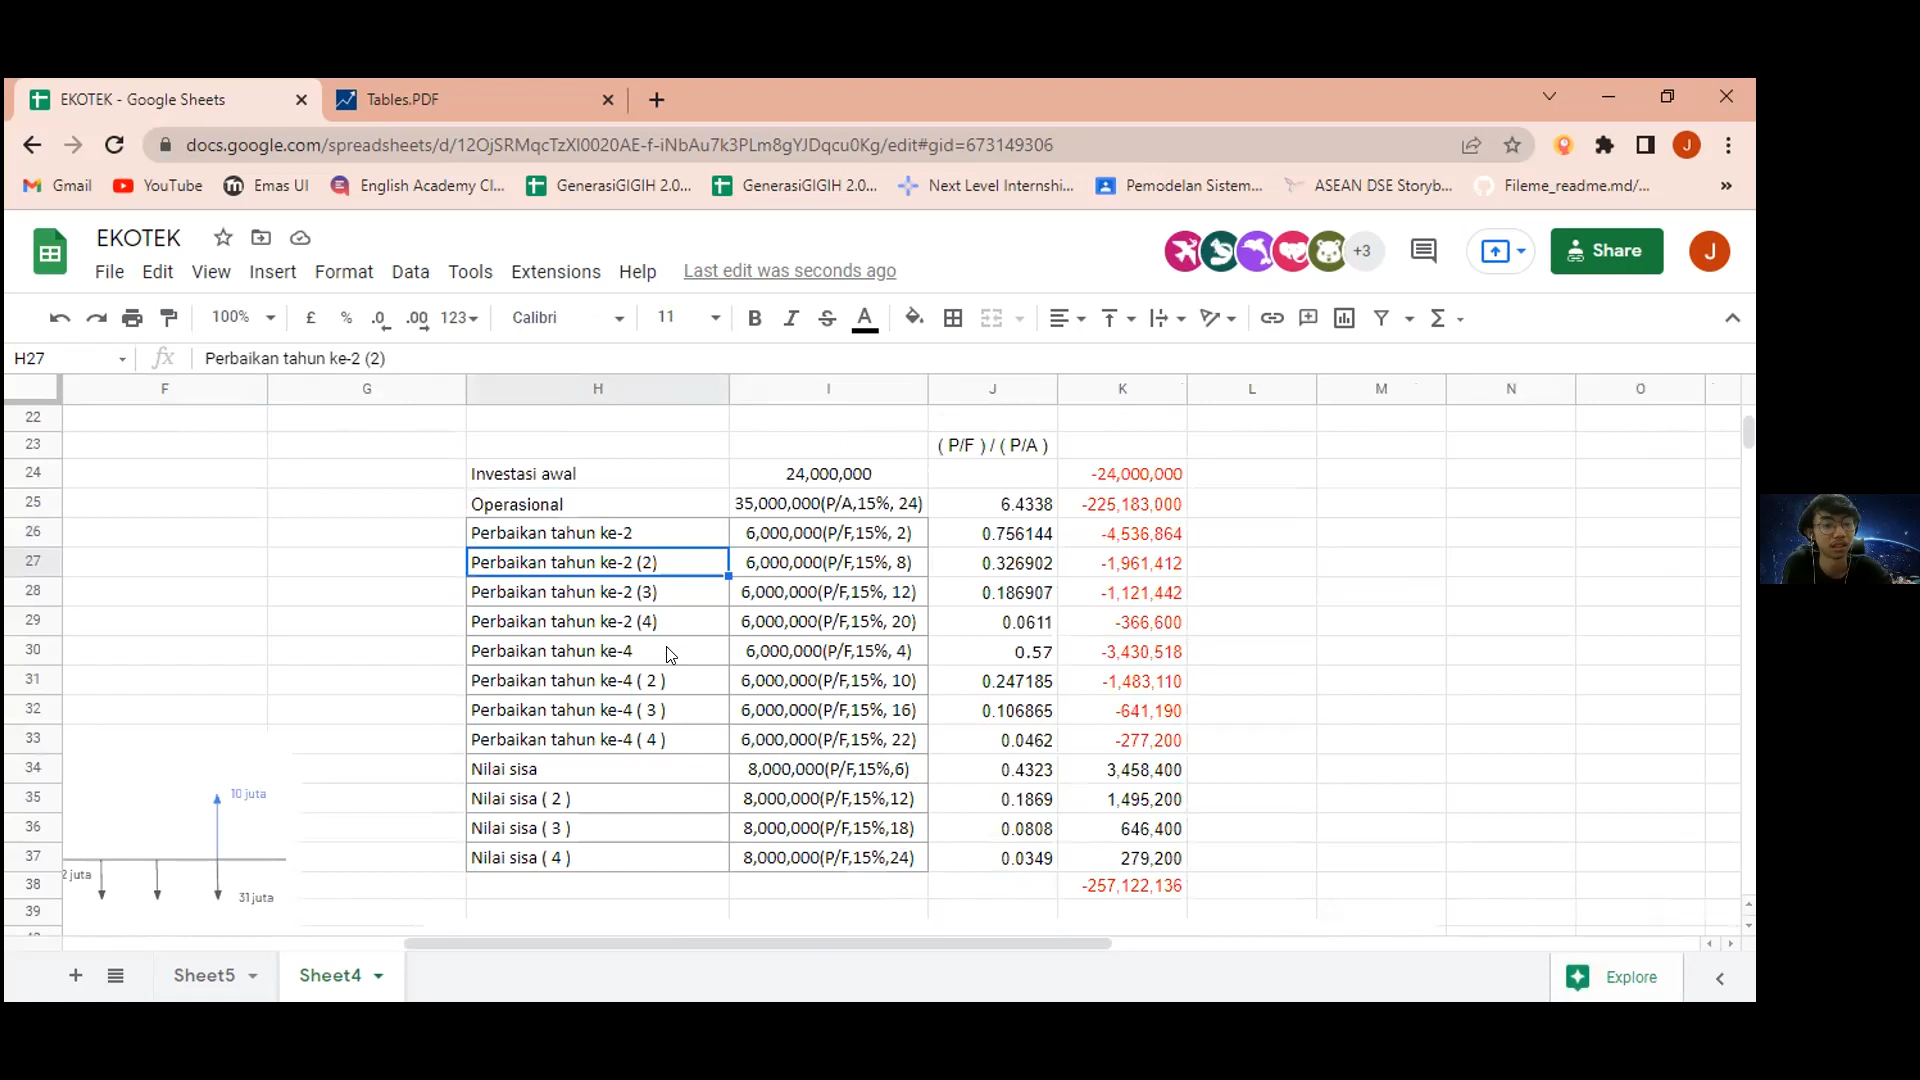 EKOTEK - Google Sheets
Tables.PDF
docs.google.com/spreadsheets/d/12OjSRMqcTzXI0020AE-f-iNbAu7k3PLm8gYJDqcu0Kg/edit#gid=673149306
J
Gmail
YouTube
Emas UI
English Academy Cl...
GenerasiGIGIH 2.0...
GenerasiGIGIH 2.0...
Next Level Internshi...
Pemodelan Sistem...
ASEAN DSE Storyb...
Fileme_readme.md/...
»
EKOTEK
File Edit View Insert Format Data Tools Extensions Help Last edit was seconds ago
+3
Share
J
100% £ % .0 .00 123 Calibri 11 B I S A Σ
H27 fx Perbaikan tahun ke-2 (2)
F G H I J K L M N O
22
23 ( P/F ) / ( P/A )
24 Investasi awal 24,000,000 -24,000,000
25 Operasional 35,000,000(P/A,15%, 24) 6.4338 -225,183,000
26 Perbaikan tahun ke-2 6,000,000(P/F,15%, 2) 0.756144 -4,536,864
27 Perbaikan tahun ke-2 (2) 6,000,000(P/F,15%, 8) 0.326902 -1,961,412
28 Perbaikan tahun ke-2 (3) 6,000,000(P/F,15%, 12) 0.186907 -1,121,442
29 Perbaikan tahun ke-2 (4) 6,000,000(P/F,15%, 20) 0.0611 -366,600
30 Perbaikan tahun ke-4 6,000,000(P/F,15%, 4) 0.57 -3,430,518
31 Perbaikan tahun ke-4 ( 2 ) 6,000,000(P/F,15%, 10) 0.247185 -1,483,110
32 Perbaikan tahun ke-4 ( 3 ) 6,000,000(P/F,15%, 16) 0.106865 -641,190
33 Perbaikan tahun ke-4 ( 4 ) 6,000,000(P/F,15%, 22) 0.0462 -277,200
34 Nilai sisa 8,000,000(P/F,15%,6) 0.4323 3,458,400
35 Nilai sisa ( 2 ) 8,000,000(P/F,15%,12) 0.1869 1,495,200
36 Nilai sisa ( 3 ) 8,000,000(P/F,15%,18) 0.0808 646,400
37 Nilai sisa ( 4 ) 8,000,000(P/F,15%,24) 0.0349 279,200
38 -257,122,136
39
10 juta
2 juta
31 juta
Sheet5
Sheet4
Explore